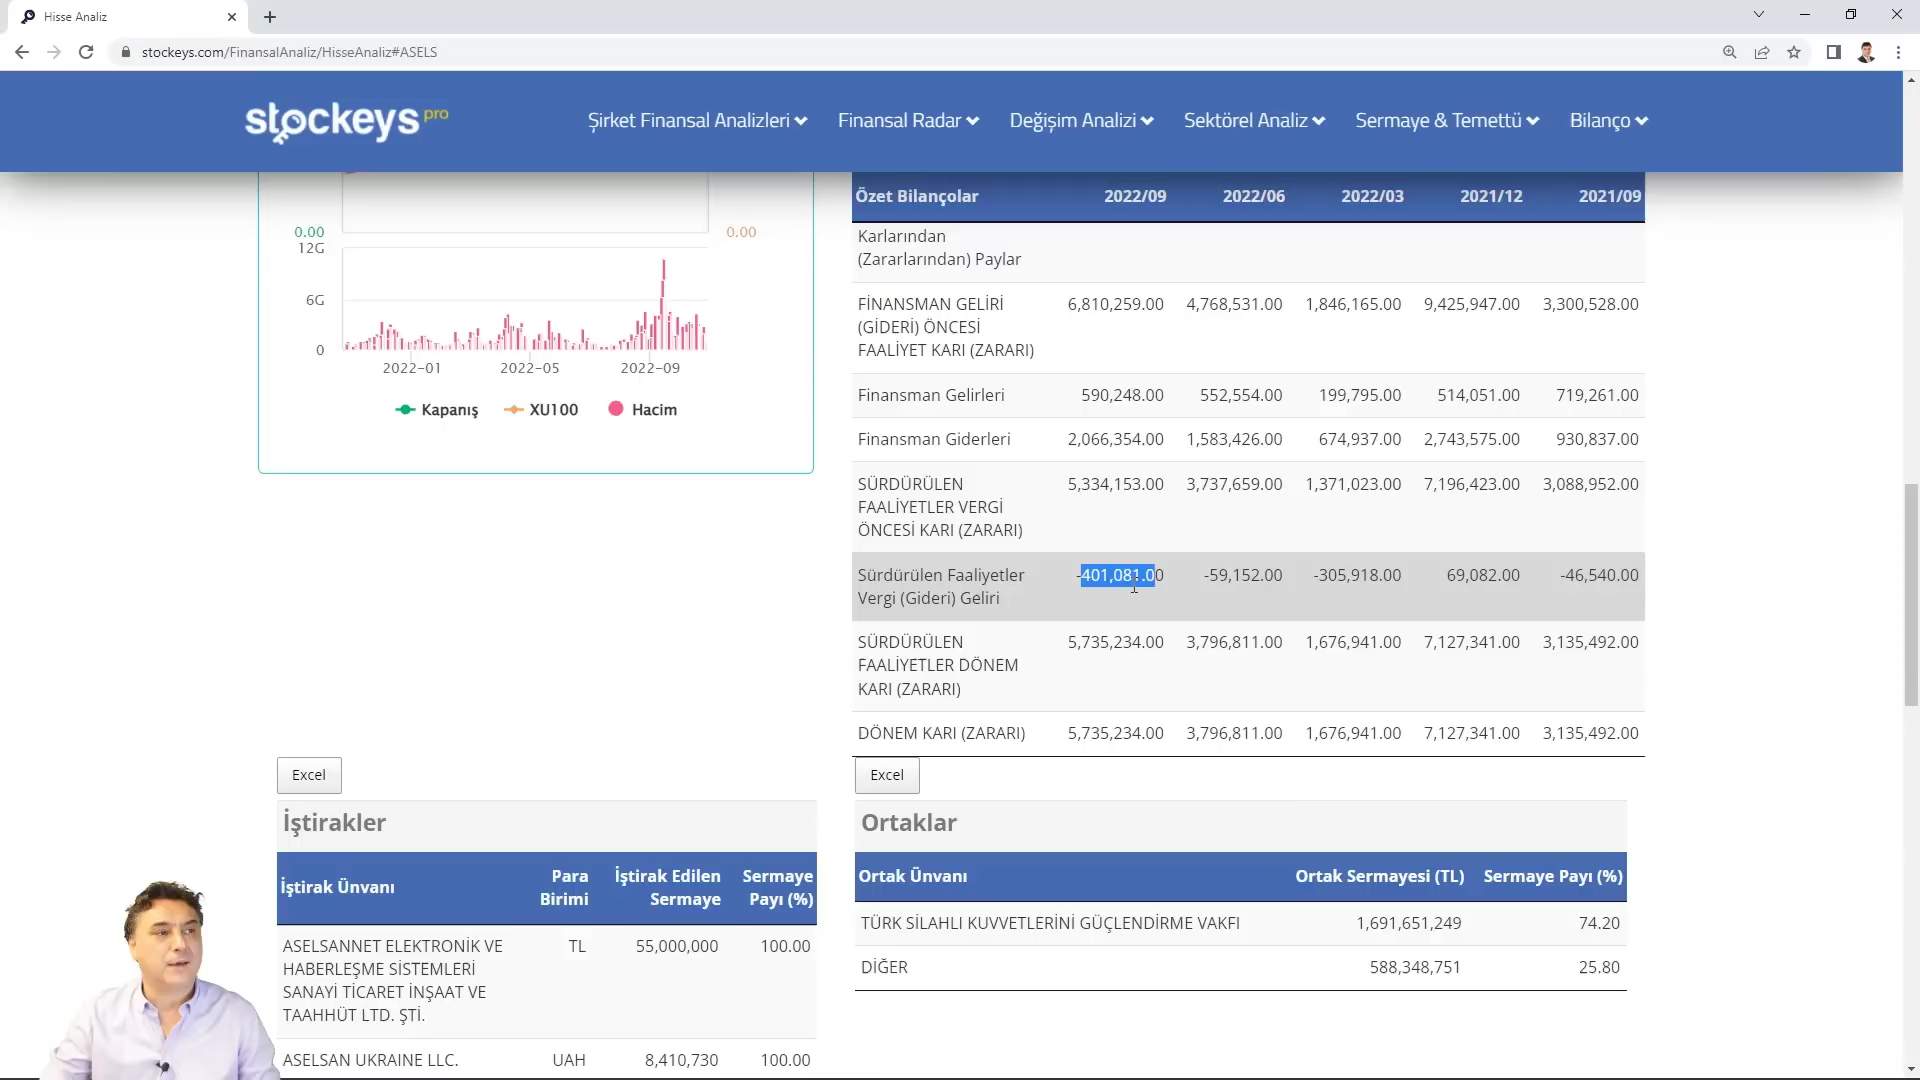 Hisse Analiz
stockeys.com/FinansalAnaliz/HisseAnaliz#ASELS
stockeys pro
Şirket Finansal Analizleri
Finansal Radar
Değişim Analizi
Sektörel Analiz
Sermaye & Temettü
Bilanço
0.00
0.00
12G
6G
0
2022-01 2022-05 2022-09
Kapanış XU100 Hacim
Özet Bilançolar 2022/09 2022/06 2022/03 2021/12 2021/09
Karlarından
(Zararlarından) Paylar
FİNANSMAN GELİRİ 6,810,259.00 4,768,531.00 1,846,165.00 9,425,947.00 3,300,528.00
(GİDERİ) ÖNCESİ
FAALİYET KARI (ZARARI)
Finansman Gelirleri 590,248.00 552,554.00 199,795.00 514,051.00 719,261.00
Finansman Giderleri 2,066,354.00 1,583,426.00 674,937.00 2,743,575.00 930,837.00
SÜRDÜRÜLEN 5,334,153.00 3,737,659.00 1,371,023.00 7,196,423.00 3,088,952.00
FAALİYETLER VERGİ
ÖNCESİ KARI (ZARARI)
Sürdürülen Faaliyetler -401,081.00 -59,152.00 -305,918.00 69,082.00 -46,540.00
Vergi (Gideri) Geliri
SÜRDÜRÜLEN 5,735,234.00 3,796,811.00 1,676,941.00 7,127,341.00 3,135,492.00
FAALİYETLER DÖNEM
KARI (ZARARI)
DÖNEM KARI (ZARARI) 5,735,234.00 3,796,811.00 1,676,941.00 7,127,341.00 3,135,492.00
Excel
İştirakler
İştirak Ünvanı
Para
Birimi
İştirak Edilen
Sermaye
Sermaye
Payı (%)
ASELSANNET ELEKTRONİK VE TL 55,000,000 100.00
HABERLEŞME SİSTEMLERİ
SANAYİ TİCARET İNŞAAT VE
TAAHHÜT LTD. ŞTİ.
ASELSAN UKRAINE LLC. UAH 8,410,730 100.00
Excel
Ortaklar
Ortak Ünvanı Ortak Sermayesi (TL) Sermaye Payı (%)
TÜRK SİLAHLI KUVVETLERİNİ GÜÇLENDİRME VAKFI 1,691,651,249 74.20
DİĞER 588,348,751 25.80